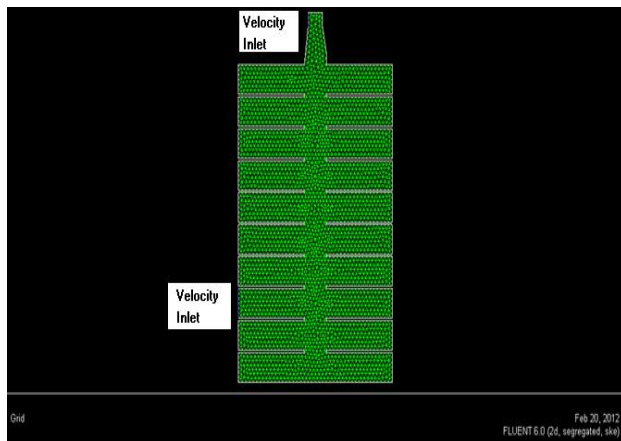 Velocity
Inlet
Velocity
Inlet
Grid
Feb 20, 2012
FLUENT 6.0 (2d, segregated, ske)